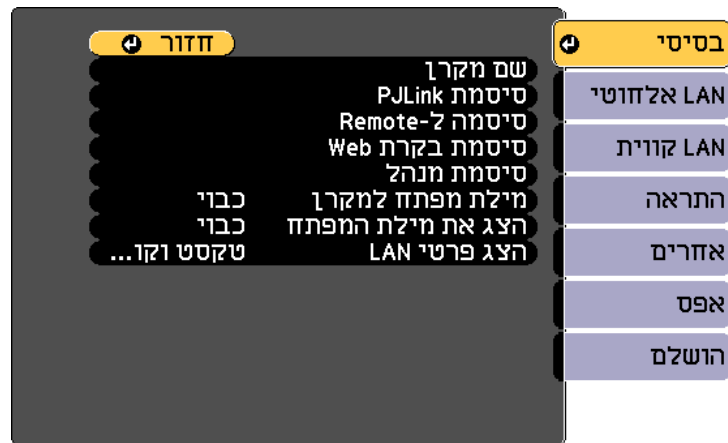 בסיסי
LAN אלחוטי
LAN קווית
התראה
אחרים
אפס
הושלם
חזור
שם מקרן
סיסמת PJLink
סיסמה ל-Remote
סיסמת בקרת Web
סיסמת מנהל
מילת מפתח למקרן כבוי
הצג את מילת המפתח כבוי
הצג פרטי LAN טקסט וקו...